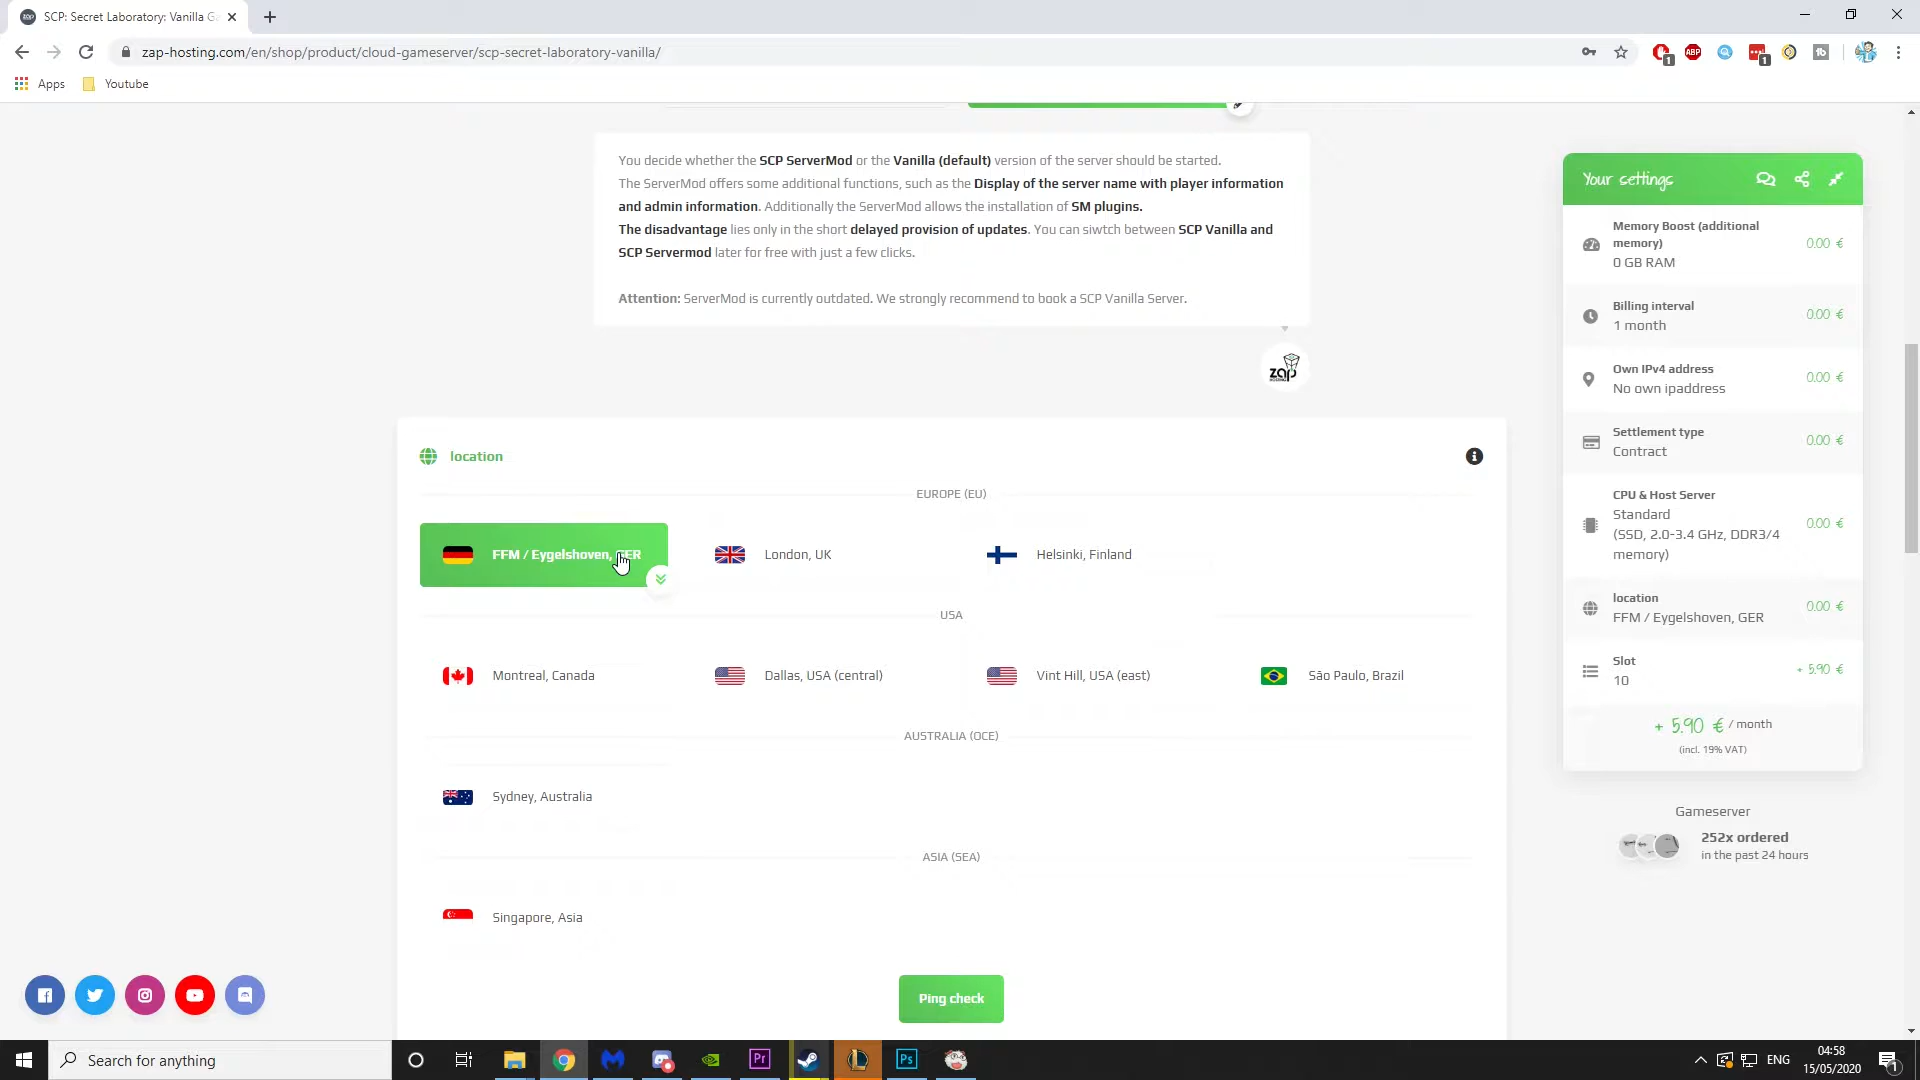 SCP: Secret Laboratory: Vanilla Ga
zap-hosting.com/en/shop/product/cloud-gameserver/scp-secret-laboratory-vanilla/
Apps
Youtube
You decide whether the SCP ServerMod or the Vanilla (default) version of the server should be started.
The ServerMod offers some additional functions, such as the Display of the server name with player information
and admin information. Additionally the ServerMod allows the installation of SM plugins.
The disadvantage lies only in the short delayed provision of updates. You can siwtch between SCP Vanilla and
SCP Servermod later for free with just a few clicks.
Attention: ServerMod is currently outdated. We strongly recommend to book a SCP Vanilla Server.
zap
HOSTING
location
EUROPE (EU)
FFM / Eygelshoven, GER
London, UK
Helsinki, Finland
USA
Montreal, Canada
Dallas, USA (central)
Vint Hill, USA (east)
São Paulo, Brazil
AUSTRALIA (OCE)
Sydney, Australia
ASIA (SEA)
Singapore, Asia
Ping check
Your settings
Memory Boost (additional
memory)
0 GB RAM
0.00 €
Billing interval
1 month
0.00 €
Own IPv4 address
No own ipaddress
0.00 €
Settlement type
Contract
0.00 €
CPU & Host Server
Standard
(SSD, 2.0-3.4 GHz, DDR3/4
memory)
0.00 €
location
FFM / Eygelshoven, GER
0.00 €
Slot
10
+ 5.90 €
+ 5.90 € / month
(incl. 19% VAT)
Gameserver
252x ordered
in the past 24 hours
Search for anything
Pr
Ps
ENG
04:58
15/05/2020